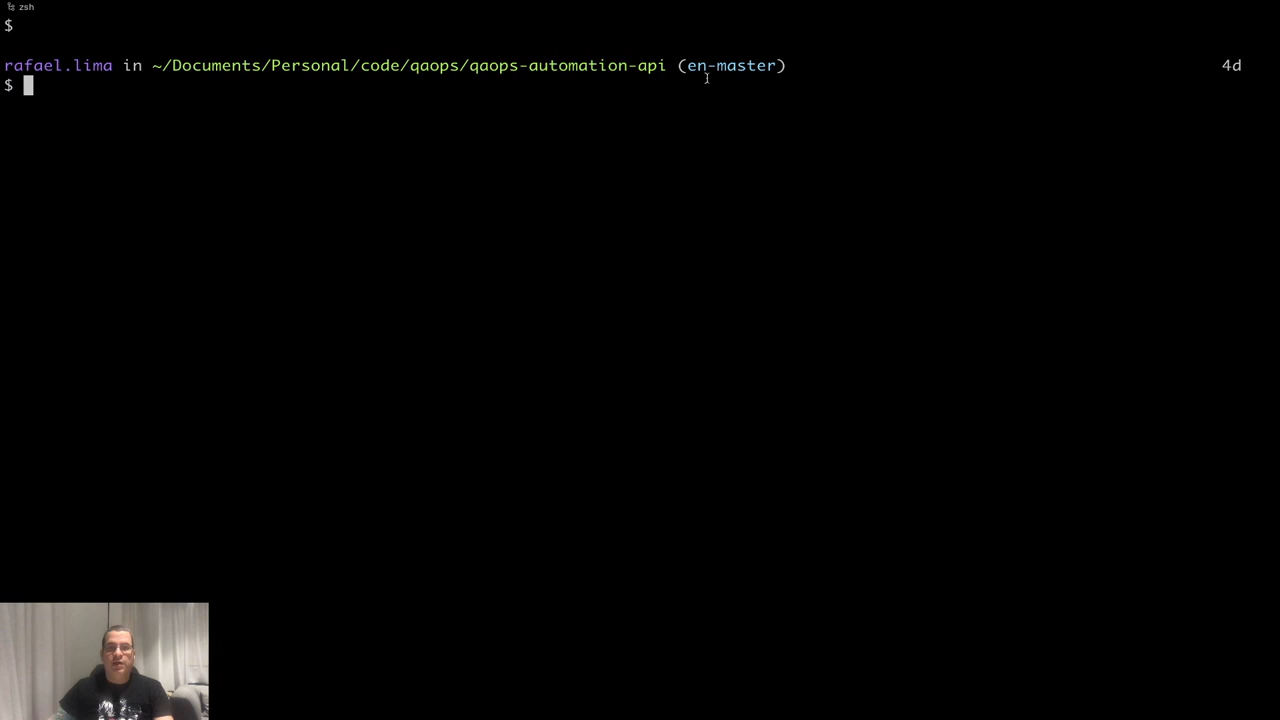 zsh
$
rafael.lima in ~/Documents/Personal/code/qaops/qaops-automation-api (en-master) 4d
$